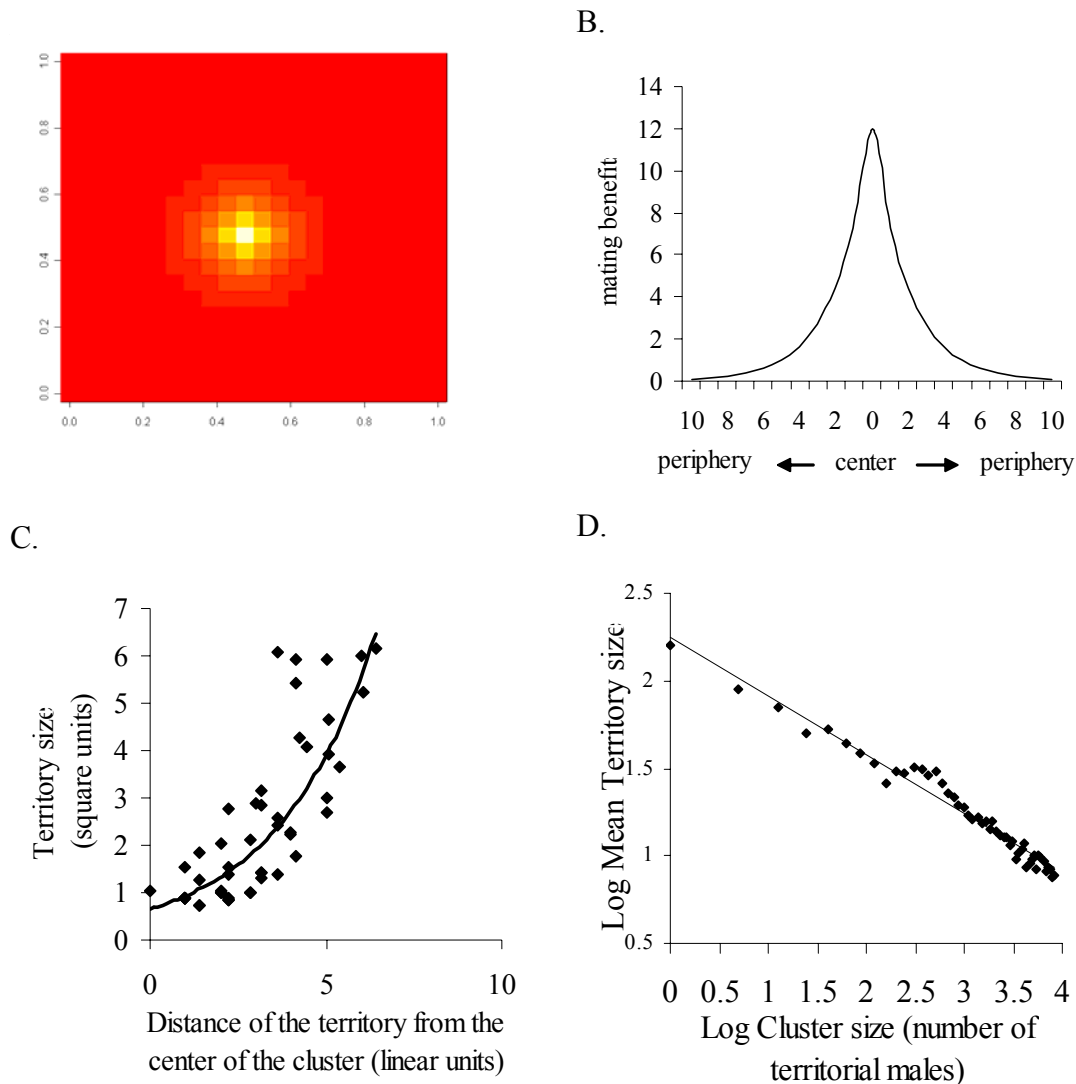 B.
1.0
0.8
0.6
0.4
0.2
0.0
0.0 0.2 0.4 0.6 0.8 1.0
mating benefit
14
12
10
8
6
4
2
0
10 8 6 4 2 0 2 4 6 8 10
periphery center periphery
C.
Territory size
(square units)
7
6
5
4
3
2
1
0
0 5 10
Distance of the territory from the
center of the cluster (linear units)
D.
Log Mean Territory size
2.5
2
1.5
1
0.5
0 0.5 1 1.5 2 2.5 3 3.5 4
Log Cluster size (number of
territorial males)